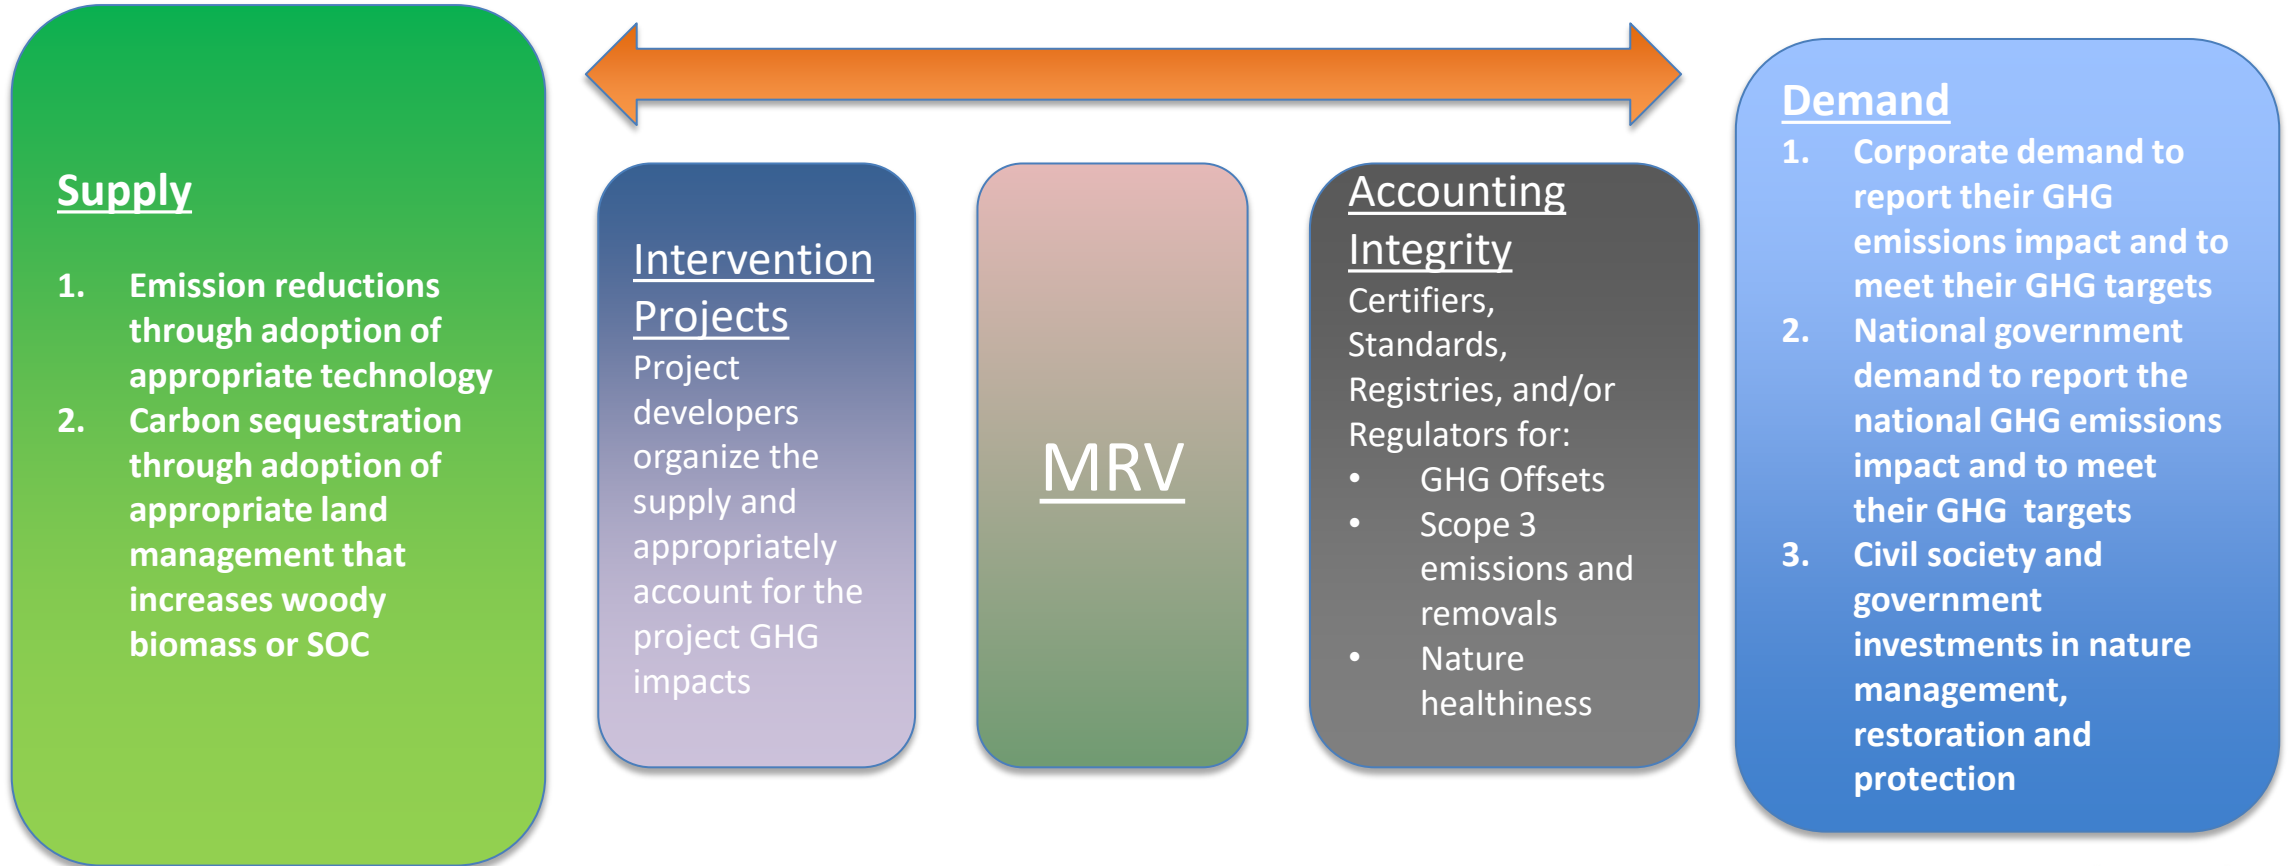 Supply
1. Emission reductions
through adoption of
appropriate technology
2. Carbon sequestration
through adoption of
appropriate land
management that
increases woody
biomass or SOC
Intervention
Projects
Project
developers
organize the
supply and
appropriately
account for the
project GHG
impacts
MRV
Accounting
Integrity
Certifiers,
Standards,
Registries, and/or
Regulators for:
• GHG Offsets
• Scope 3
emissions and
removals
• Nature
healthiness
Demand
1. Corporate demand to
report their GHG
emissions impact and to
meet their GHG targets
2. National government
demand to report the
national GHG emissions
impact and to meet
their GHG  targets
3. Civil society and
government
investments in nature
management,
restoration and
protection